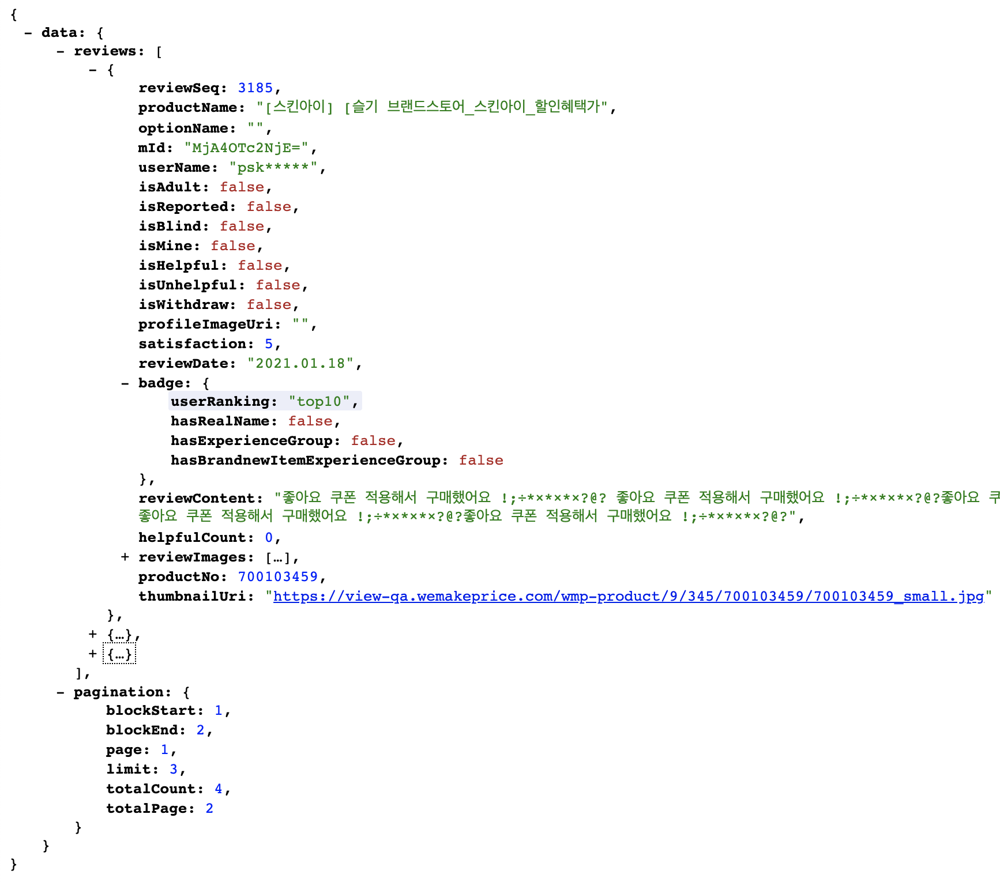 {
- data: {
- reviews: [
- {
reviewSeq: 3185,
productName: "[스킨아이] [슬기 브랜드스토어_스킨아이_할인혜택가",
optionName: "",
mId: "MjA4OTc2NjE=",
userName: "psk*****",
isAdult: false,
isReported: false,
isBlind: false,
isMine: false,
isHelpful: false,
isUnhelpful: false,
isWithdraw: false,
profileImageUri: "",
satisfaction: 5,
reviewDate: "2021.01.18",
- badge: {
userRanking: "top10",
hasRealName: false,
hasExperienceGroup: false,
hasBrandnewItemExperienceGroup: false
},
reviewContent: "좋아요 쿠폰 적용해서 구매했어요 !;÷*×*×*×?@? 좋아요 쿠폰 적용해서 구매했어요 !;÷*×*×*×?@?좋아요 쿠
좋아요 쿠폰 적용해서 구매했어요 !;÷*×*×*×?@?좋아요 쿠폰 적용해서 구매했어요 !;÷*×*×*×?@?",
helpfulCount: 0,
+ reviewImages: […],
productNo: 700103459,
thumbnailUri: "https://view-qa.wemakeprice.com/wmp-product/9/345/700103459/700103459_small.jpg"
},
+ {…},
+ {…}
],
- pagination: {
blockStart: 1,
blockEnd: 2,
page: 1,
limit: 3,
totalCount: 4,
totalPage: 2
}
}
}